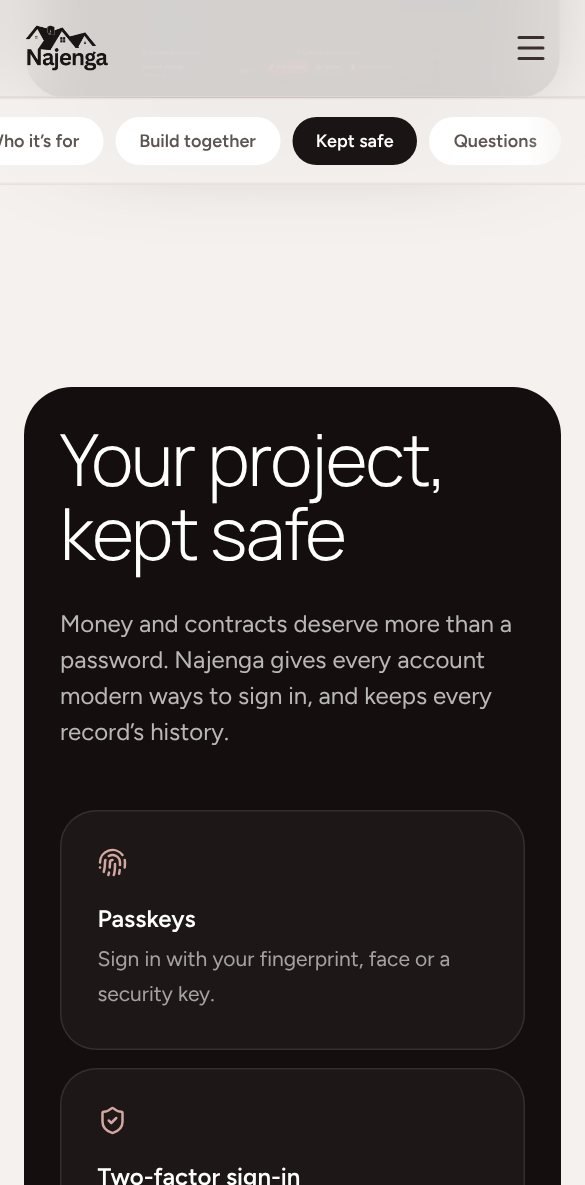 Najenga
Who it's for
Build together
Kept safe
Questions
Your project,
kept safe
Money and contracts deserve more than a
password. Najenga gives every account
modern ways to sign in, and keeps every
record's history.
Passkeys
Sign in with your fingerprint, face or a
security key.
Two-factor sign-in